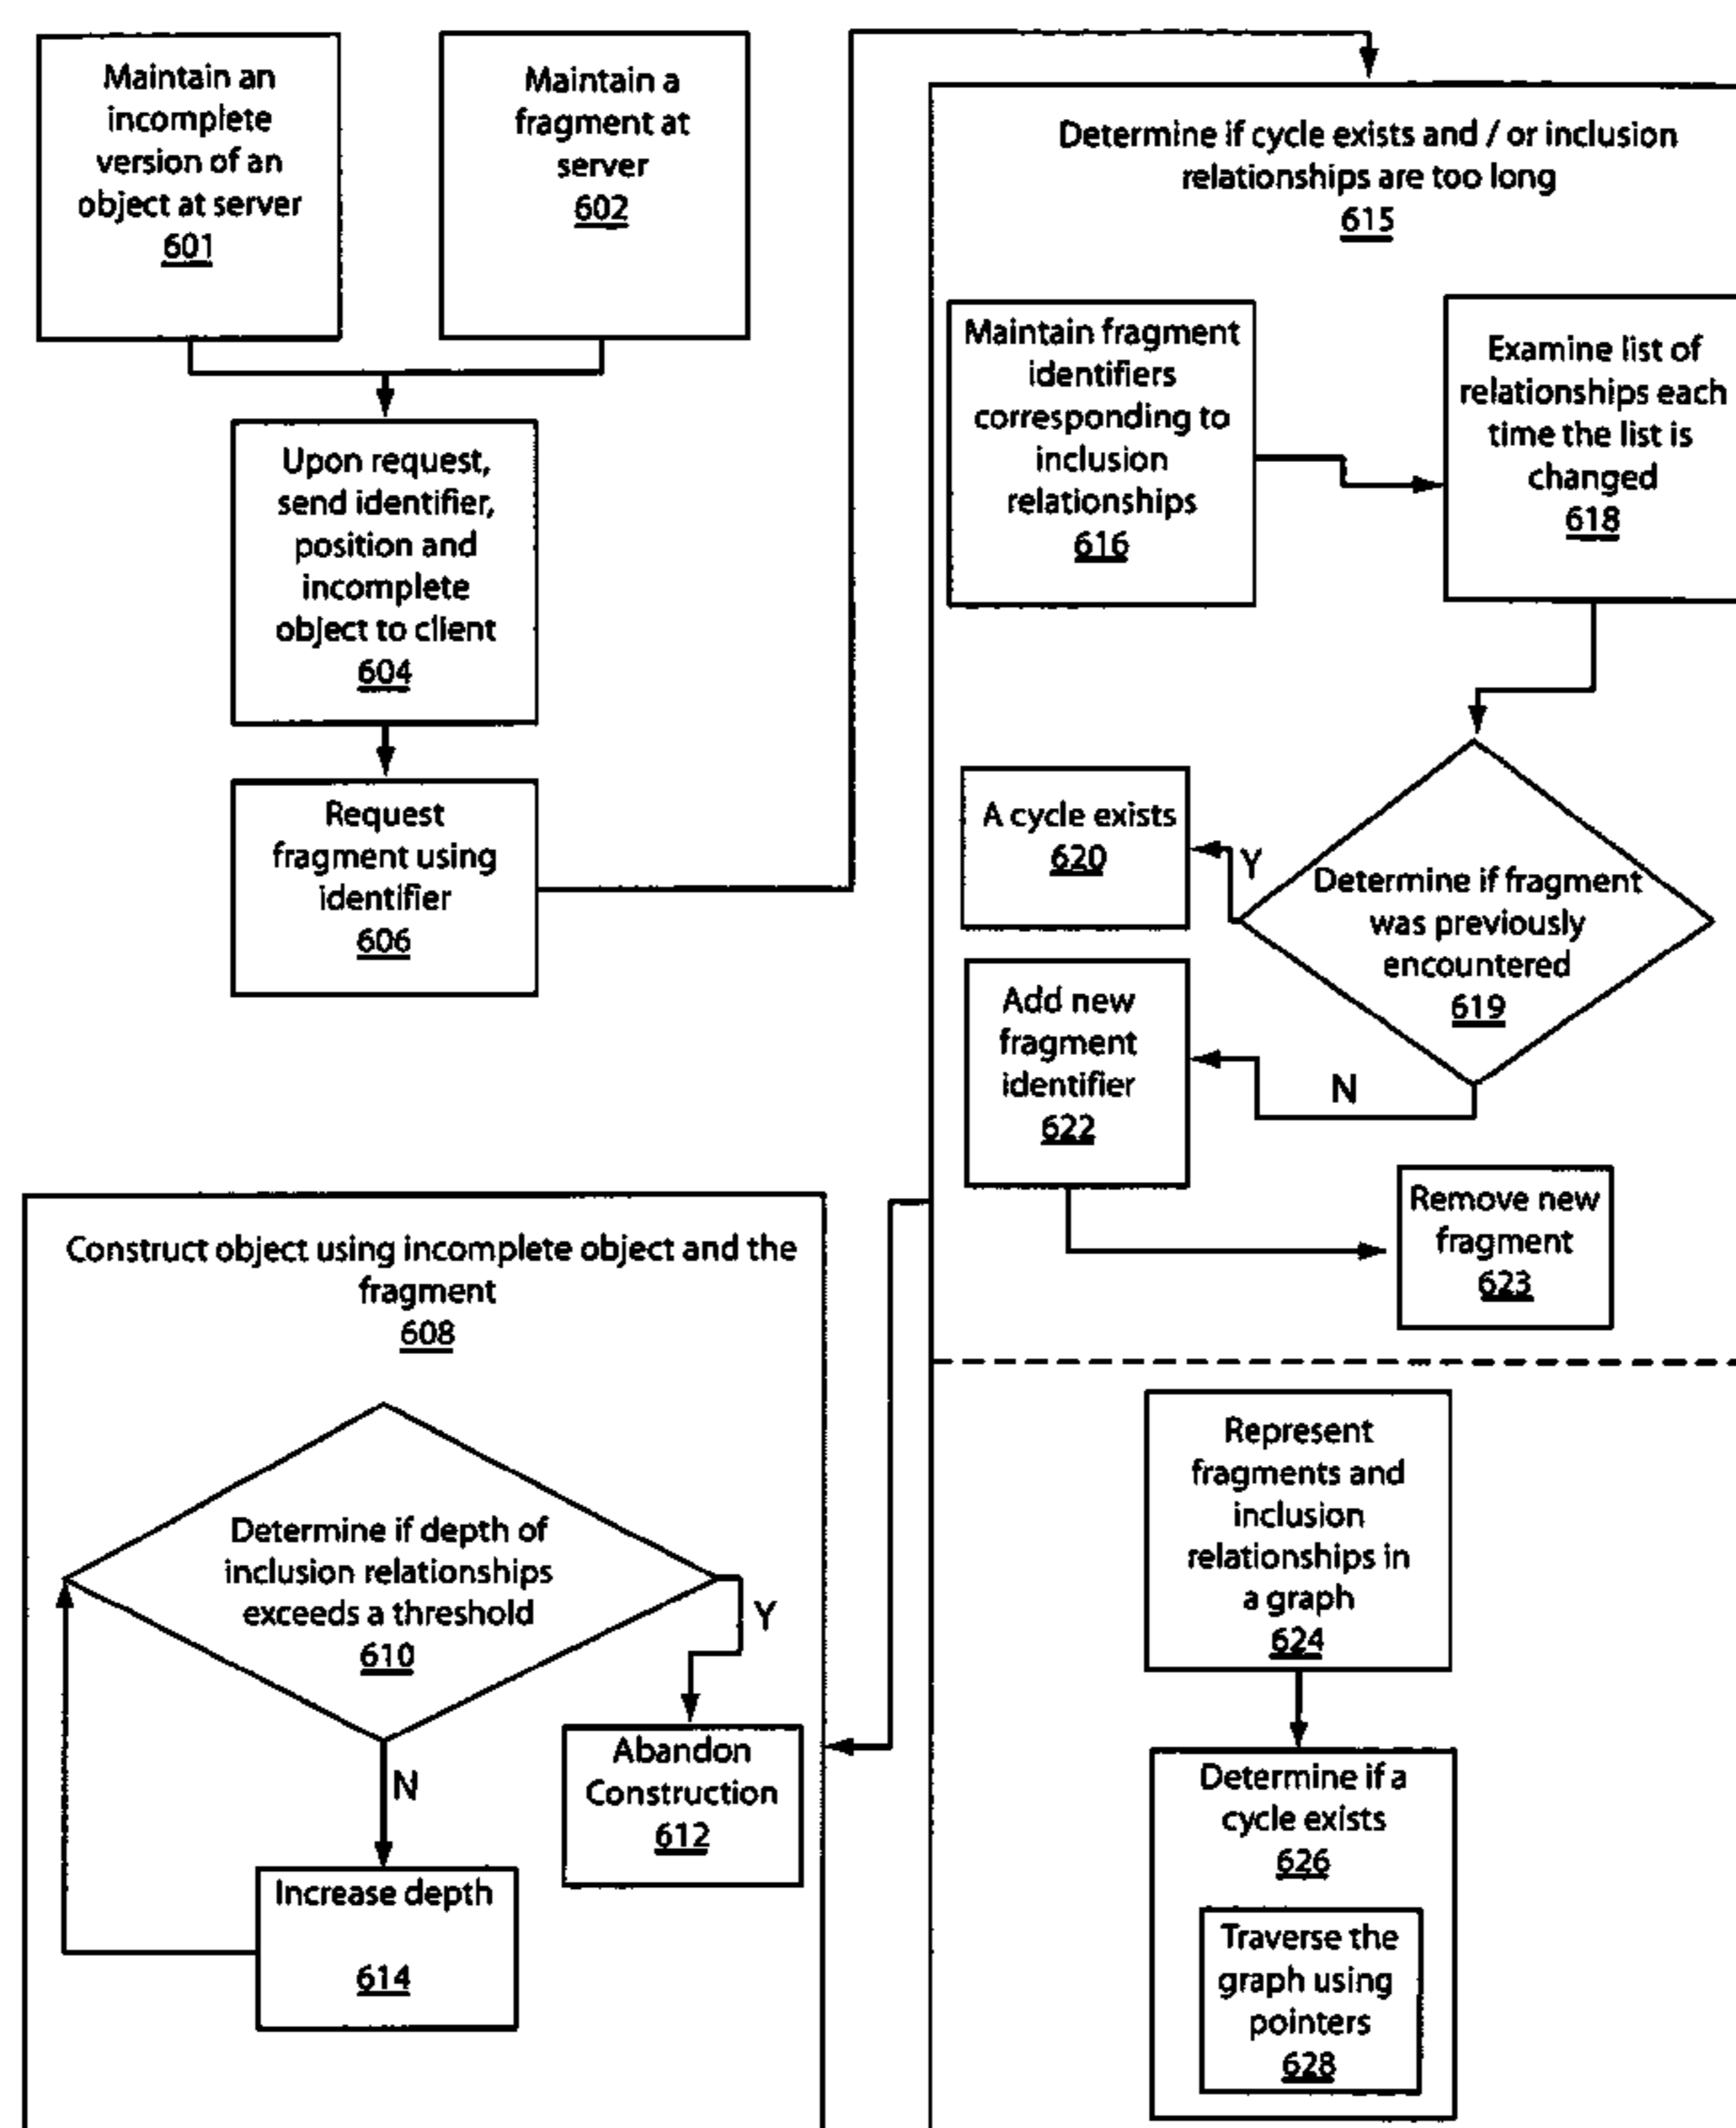 Maintain an
incomplete
version of an
object at server
601
Maintain a
fragment at
server
602
Upon request,
send identifier,
position and
incomplete
object to client
604
Request
fragment using
identifier
606
Determine if cycle exists and / or inclusion
relationships are too long
615
Maintain fragment
identifiers
corresponding to
inclusion
relationships
616
Examine list of
relationships each
time the list is
changed
618
Determine if fragment
was previously
encountered
619
Y
A cycle exists
620
N
Add new
fragment
identifier
622
Remove new
fragment
623
Represent
fragments and
inclusion
relationships in
a graph
624
Determine if a
cycle exists
626
Traverse the
graph using
pointers
628
Construct object using incomplete object and the
fragment
608
Determine if depth of
inclusion relationships
exceeds a threshold
610
Y
Abandon
Construction
612
N
Increase depth
614